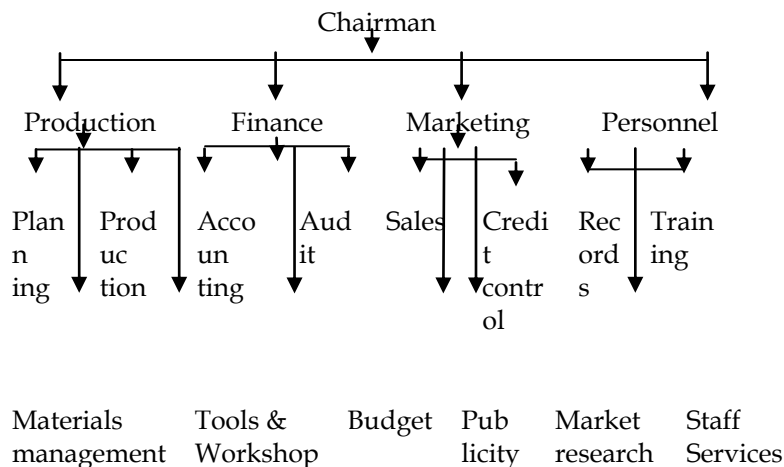 Chairman
Production Finance Marketing Personnel
Plan Prod Acco Aud Sales Credi Rec Train
n uc un it t ord ing
ing tion ting contr s
ol
Materials Tools & Budget Pub Market Staff
management Workshop licity research Services